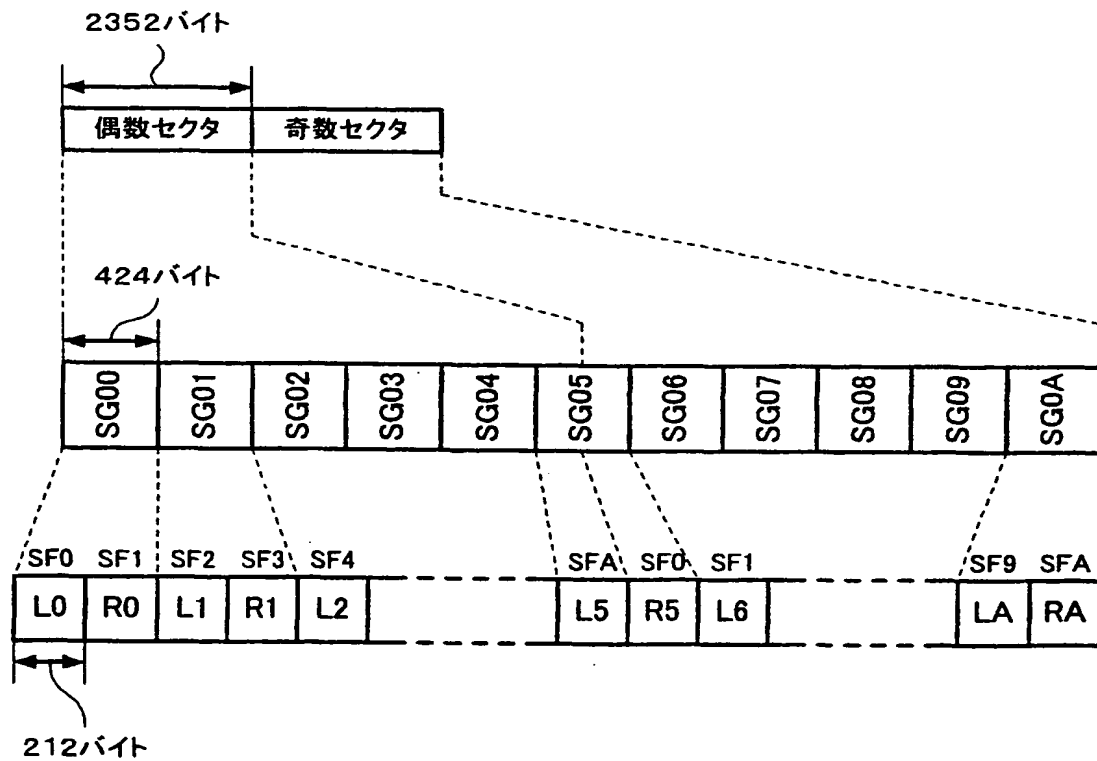 2352バイト
偶数セクタ 奇数セクタ
424バイト
SG00 SG01 SG02 SG03 SG04 SG05 SG06 SG07 SG08 SG09 SG0A
SF0 SF1 SF2 SF3 SF4 SFA SF0 SF1 SF9 SFA
L0 R0 L1 R1 L2 L5 R5 L6 LA RA
212バイト